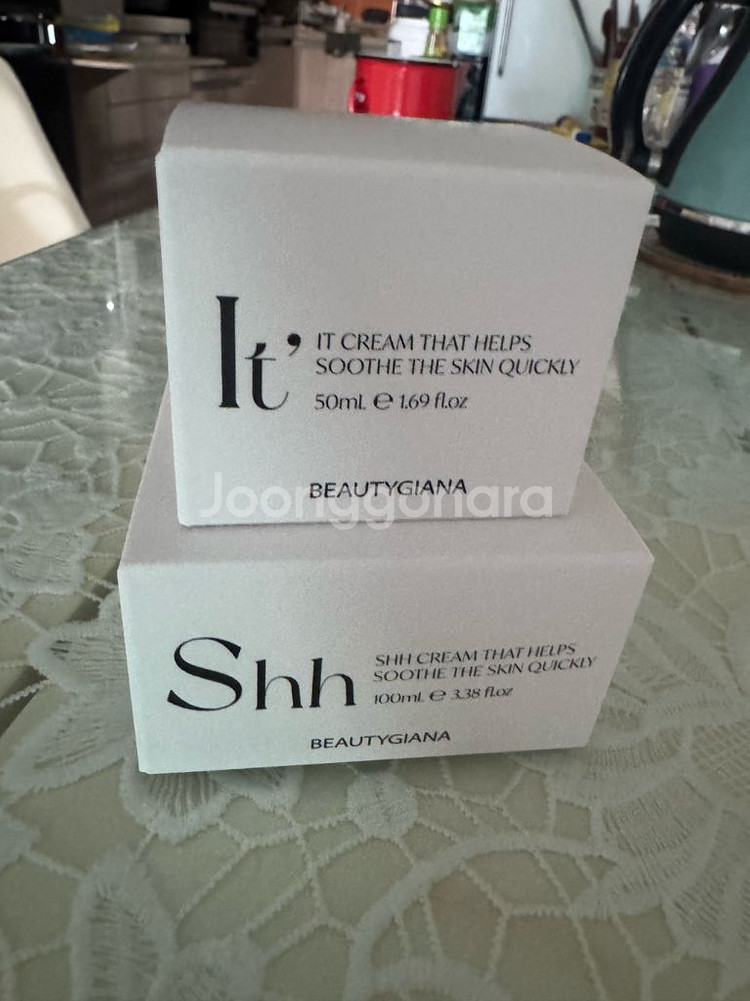 It'
IT CREAM THAT HELPS
SOOTHE THE SKIN QUICKLY
50mL ℮ 1.69 fl.oz
BEAUTYGIANA
Joonggonara
Shh
SHH CREAM THAT HELPS
SOOTHE THE SKIN QUICKLY
100mL ℮ 3.38 fl.oz
BEAUTYGIANA